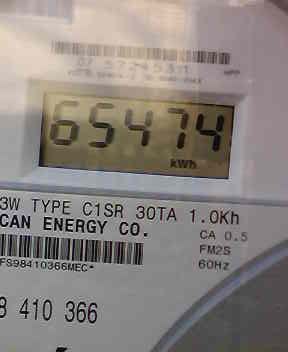 65474
kWh
3W TYPE C1SR 30TA 1.0Kh
CAN ENERGY CO.
CA 0.5
FM2S
60Hz
FS98410366MEC*
8 410 366